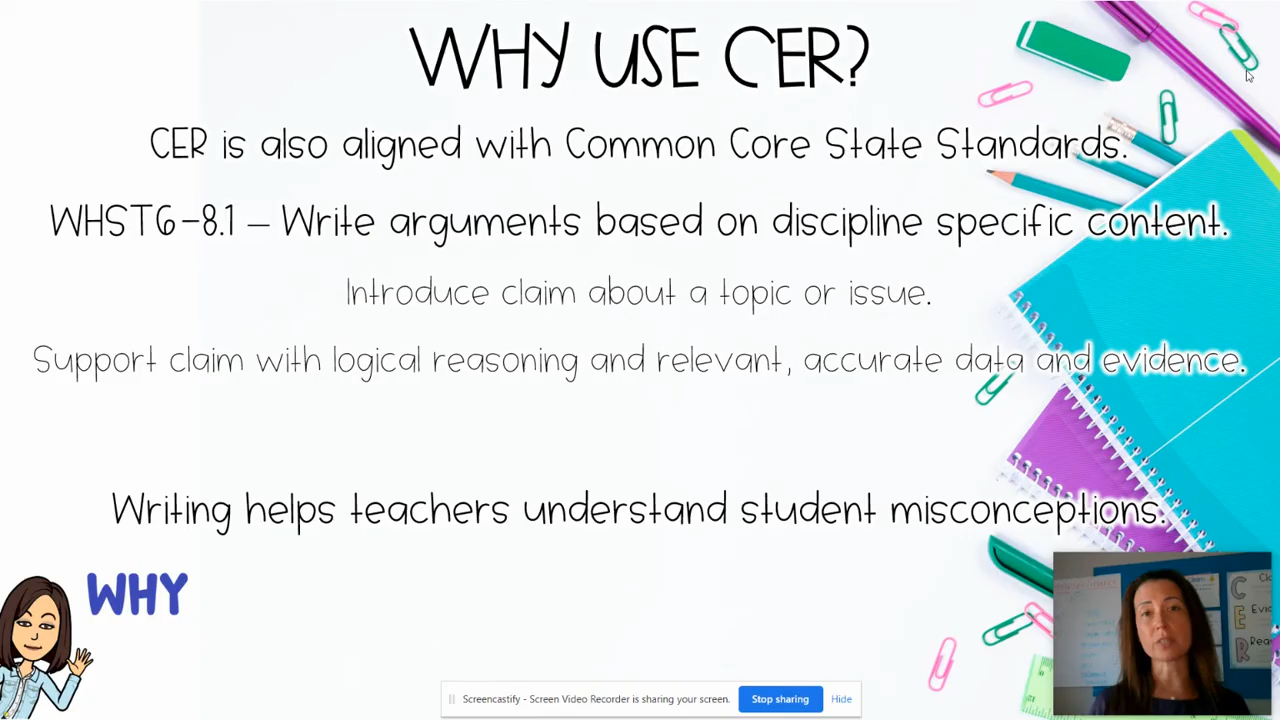 WHY USE CER?
CER is also aligned with Common Core State Standards.
WHST6-8.1 – Write arguments based on discipline specific content.
Introduce claim about a topic or issue.
Support claim with logical reasoning and relevant, accurate data and evidence.
Writing helps teachers understand student misconceptions.
WHY
C
E
Evi
R
Rea
Screencastify - Screen Video Recorder is sharing your screen.
Stop sharing
Hide